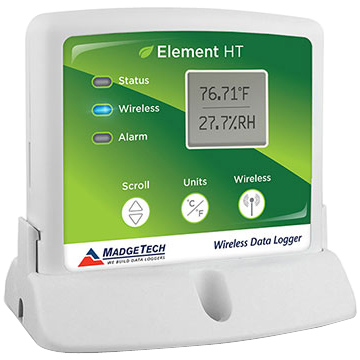 Element HT
Status
Wireless
Alarm
76.71°F
27.7%RH
Scroll
Units
Wireless
°C/°F
MADGETECH
WE BUILD DATA LOGGERS
Wireless Data Logger